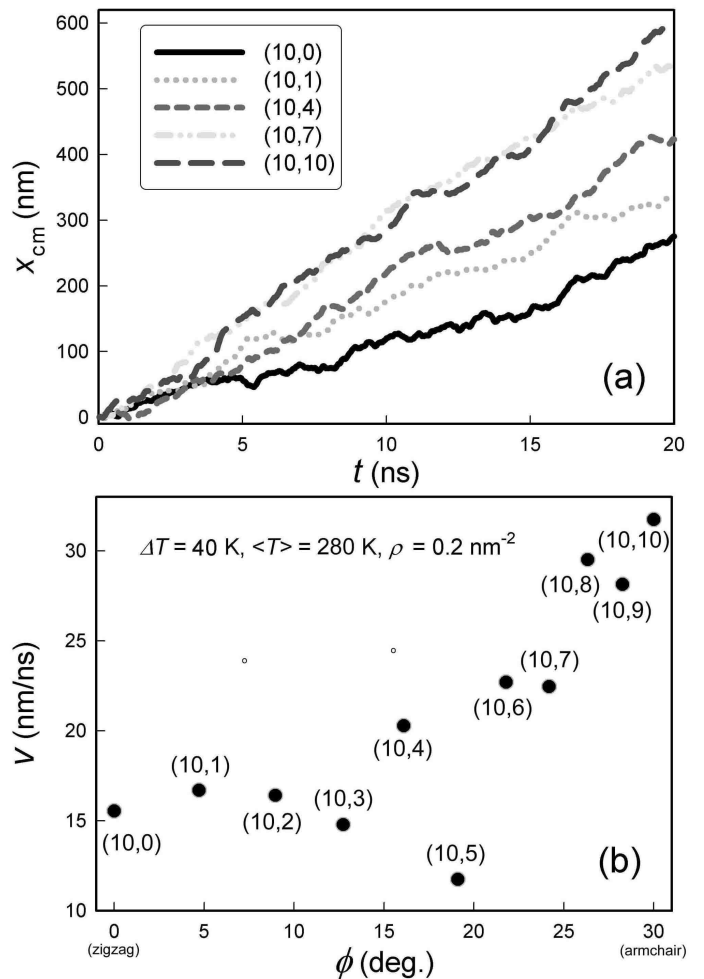 600
500
400
300
200
100
0
x_cm (nm)
(10,0)
(10,1)
(10,4)
(10,7)
(10,10)
(a)
0 5 10 15 20
t (ns)
30
25
20
15
10
V (nm/ns)
ΔT = 40 K, <T> = 280 K, ρ = 0.2 nm⁻²
(10,10)
(10,8)
(10,9)
(10,7)
(10,6)
(10,4)
(10,1)
(10,3)
(10,2)
(10,0)
(10,5)
(b)
0 5 10 15 20 25 30
(zigzag) (armchair)
ϕ (deg.)